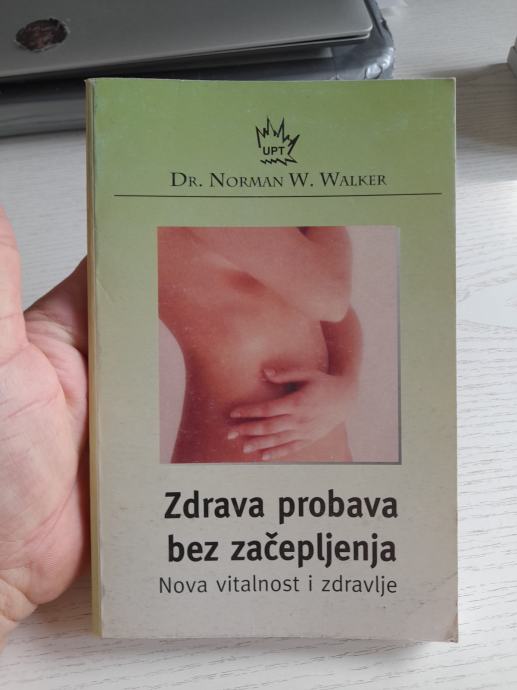 UPT
DR. NORMAN W. WALKER
Zdrava probava
bez začepljenja
Nova vitalnost i zdravlje